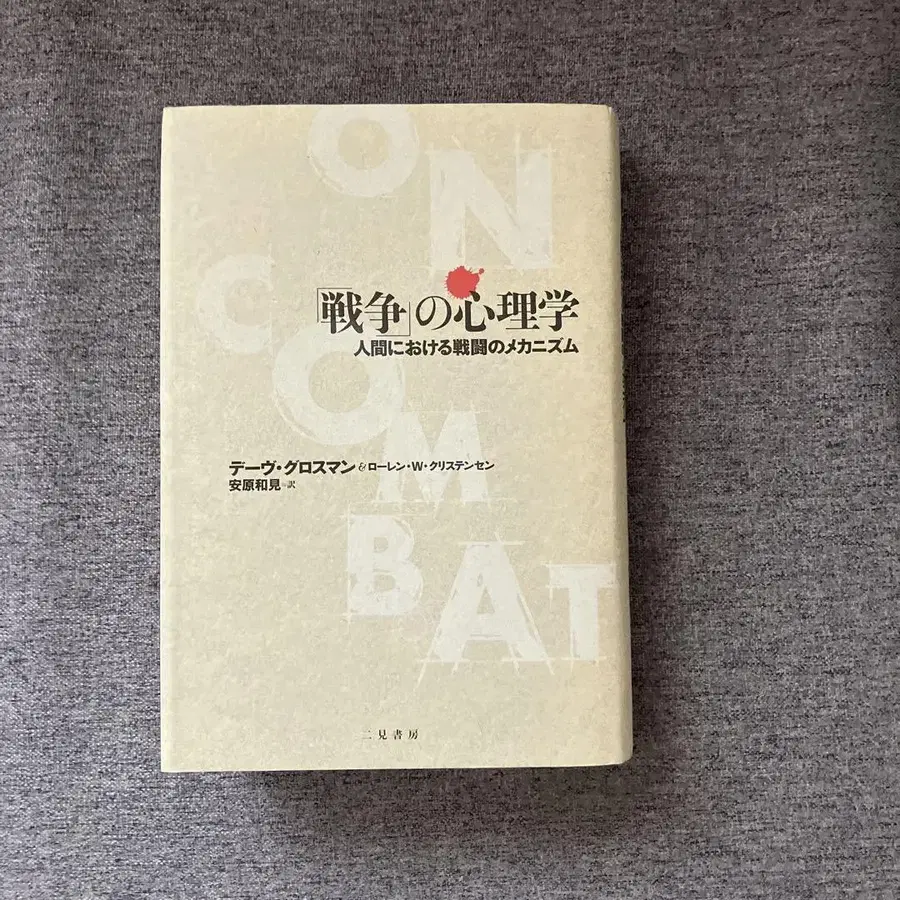 ON
COMBAT
「戦争」の心理学
人間における戦闘のメカニズム
デーヴ・グロスマン&ローレン・W・クリステンセン
安原和見=訳
二見書房